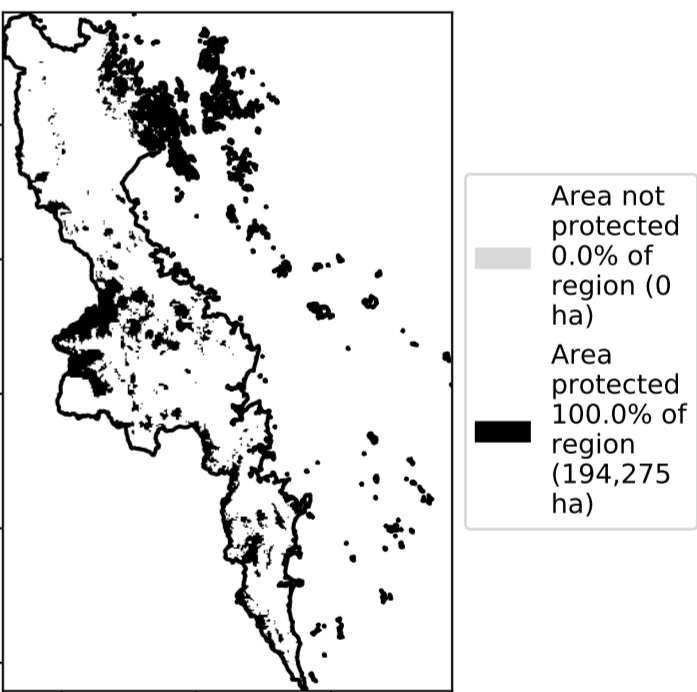 Area not
protected
0.0% of
region (0
ha)
Area
protected
100.0% of
region
(194,275
ha)